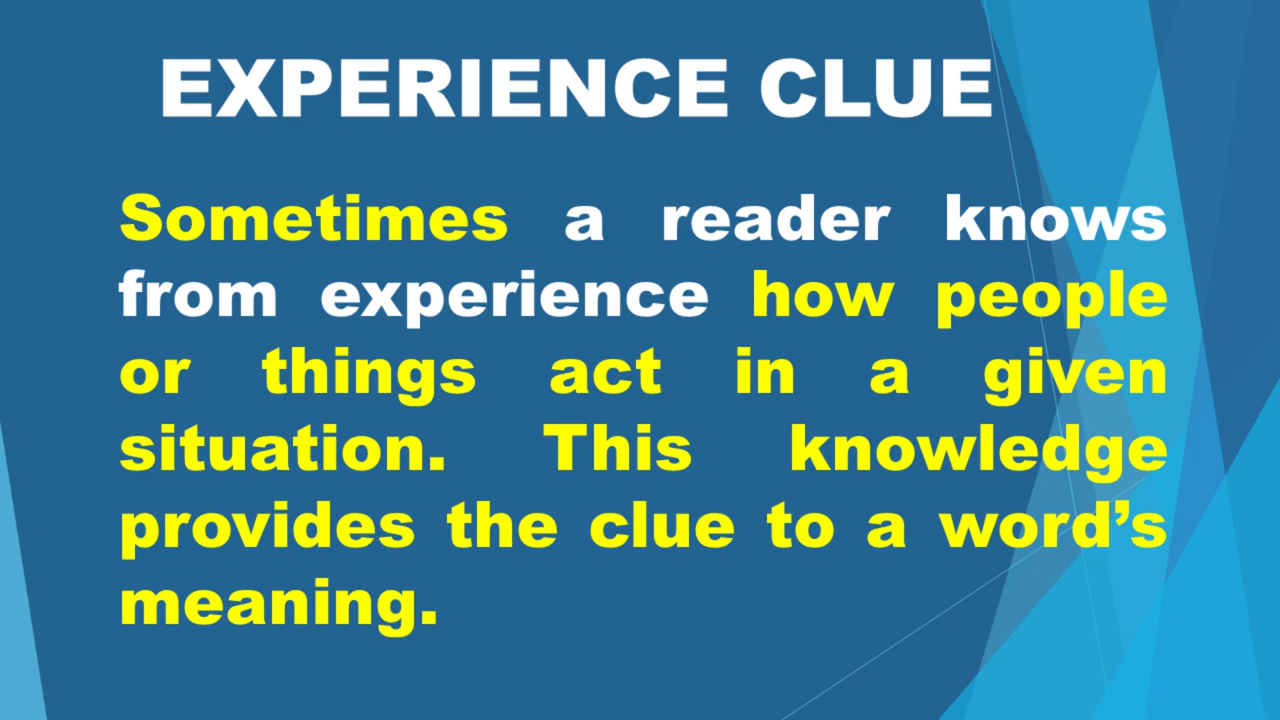 EXPERIENCE CLUE
Sometimes a reader knows
from experience how people
or things act in a given
situation. This knowledge
provides the clue to a word’s
meaning.